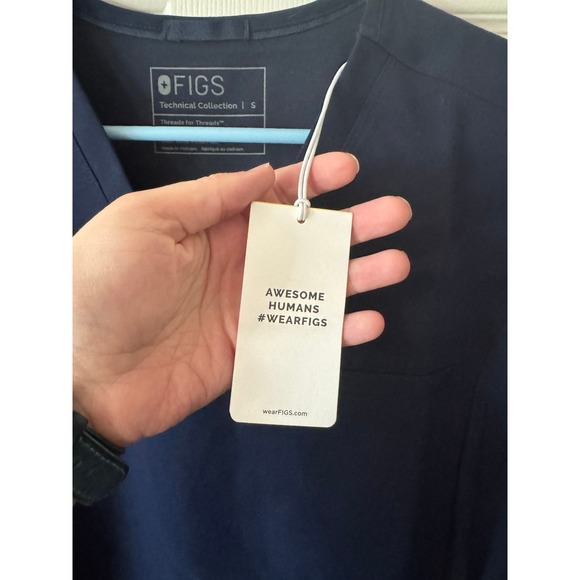 FIGS
Technical Collection | S
Threads for Threads™
AWESOME
HUMANS
#WEARFIGS
wearFIGS.com